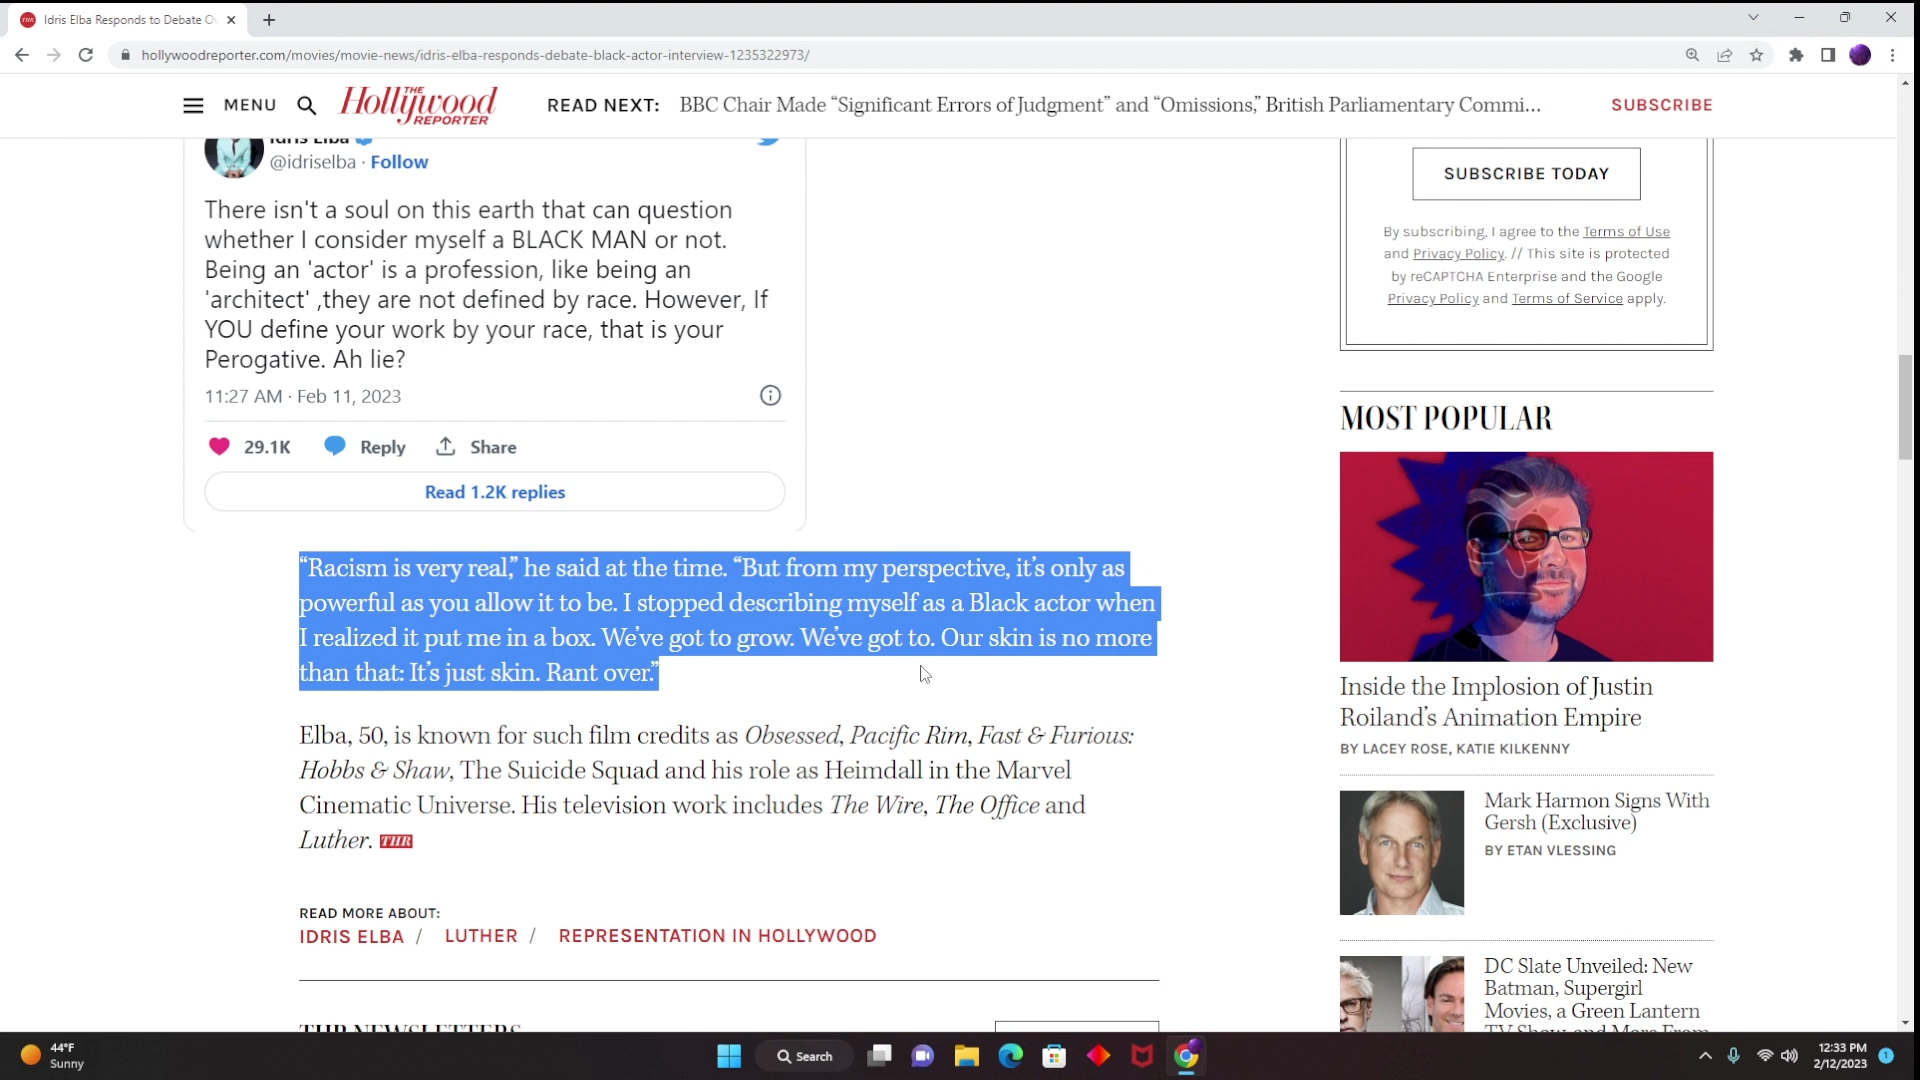 Idris Elba Responds to Debate Ov
hollywoodreporter.com/movies/movie-news/idris-elba-responds-debate-black-actor-interview-1235322973/
MENU
THE Hollywood REPORTER
READ NEXT: BBC Chair Made “Significant Errors of Judgment” and “Omissions,” British Parliamentary Commi...
SUBSCRIBE
Idris Elba
@idriselba · Follow
There isn't a soul on this earth that can question
whether I consider myself a BLACK MAN or not.
Being an 'actor' is a profession, like being an
'architect' ,they are not defined by race. However, If
YOU define your work by your race, that is your
Perogative. Ah lie?
11:27 AM · Feb 11, 2023
29.1K Reply Share
Read 1.2K replies
“Racism is very real,” he said at the time. “But from my perspective, it’s only as
powerful as you allow it to be. I stopped describing myself as a Black actor when
I realized it put me in a box. We’ve got to grow. We’ve got to. Our skin is no more
than that: It’s just skin. Rant over.”
Elba, 50, is known for such film credits as Obsessed, Pacific Rim, Fast & Furious:
Hobbs & Shaw, The Suicide Squad and his role as Heimdall in the Marvel
Cinematic Universe. His television work includes The Wire, The Office and
Luther. THR
READ MORE ABOUT:
IDRIS ELBA / LUTHER / REPRESENTATION IN HOLLYWOOD
THR NEWSLETTERS
SUBSCRIBE TODAY
By subscribing, I agree to the Terms of Use
and Privacy Policy. // This site is protected
by reCAPTCHA Enterprise and the Google
Privacy Policy and Terms of Service apply.
MOST POPULAR
Inside the Implosion of Justin
Roiland’s Animation Empire
BY LACEY ROSE, KATIE KILKENNY
Mark Harmon Signs With
Gersh (Exclusive)
BY ETAN VLESSING
DC Slate Unveiled: New
Batman, Supergirl
Movies, a Green Lantern
TV Show, and More From
44°F
Sunny
Search
12:33 PM
2/12/2023
1